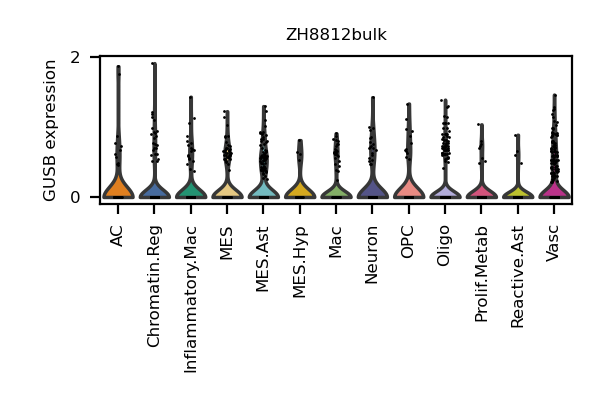 ZH8812bulk
GUSB expression
2
0
AC
Chromatin.Reg
Inflammatory.Mac
MES
MES.Ast
MES.Hyp
Mac
Neuron
OPC
Oligo
Prolif.Metab
Reactive.Ast
Vasc